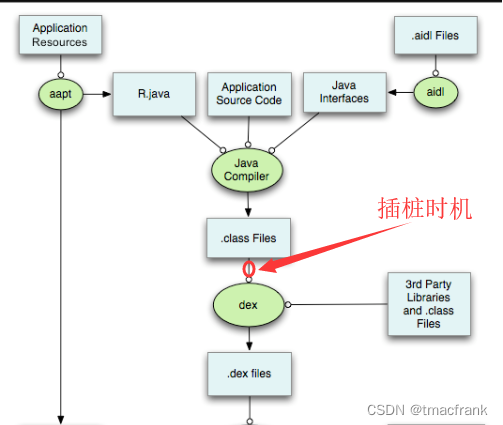 Application
Resources
.aidl Files
aapt
R.java
Application
Source Code
Java
Interfaces
aidl
Java
Compiler
插桩时机
.class Files
dex
3rd Party
Libraries
and .class
Files
.dex files
CSDN @tmacfrank